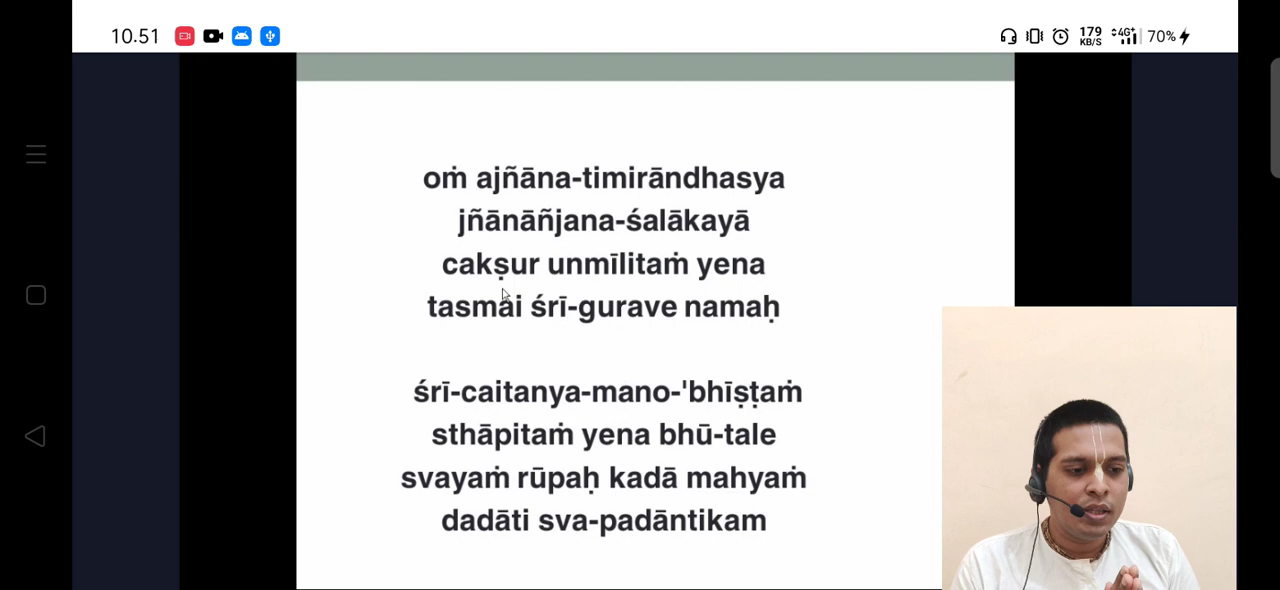 10.51
179
KB/S
4G+
70%
oṁ ajñāna-timirāndhasya
jñānāñjana-śalākayā
cakṣur unmīlitaṁ yena
tasmai śrī-gurave namaḥ
śrī-caitanya-mano-'bhīṣṭaṁ
sthāpitaṁ yena bhū-tale
svayaṁ rūpaḥ kadā mahyaṁ
dadāti sva-padāntikam